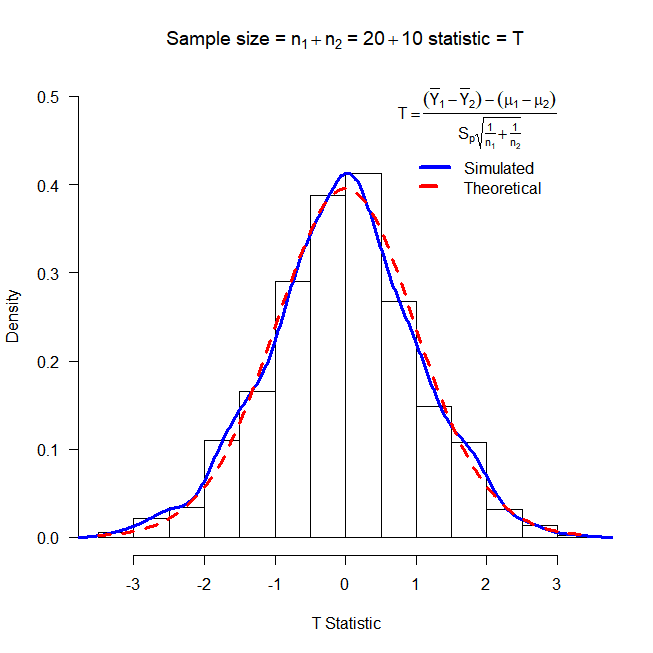 Sample size = n₁ + n₂ = 20 + 10 statistic = T
T = (Ȳ₁ − Ȳ₂) − (μ₁ − μ₂) / Sₚ√(1/n₁ + 1/n₂)
Simulated
Theoretical
Density
0.5
0.4
0.3
0.2
0.1
0.0
-3 -2 -1 0 1 2 3
T Statistic